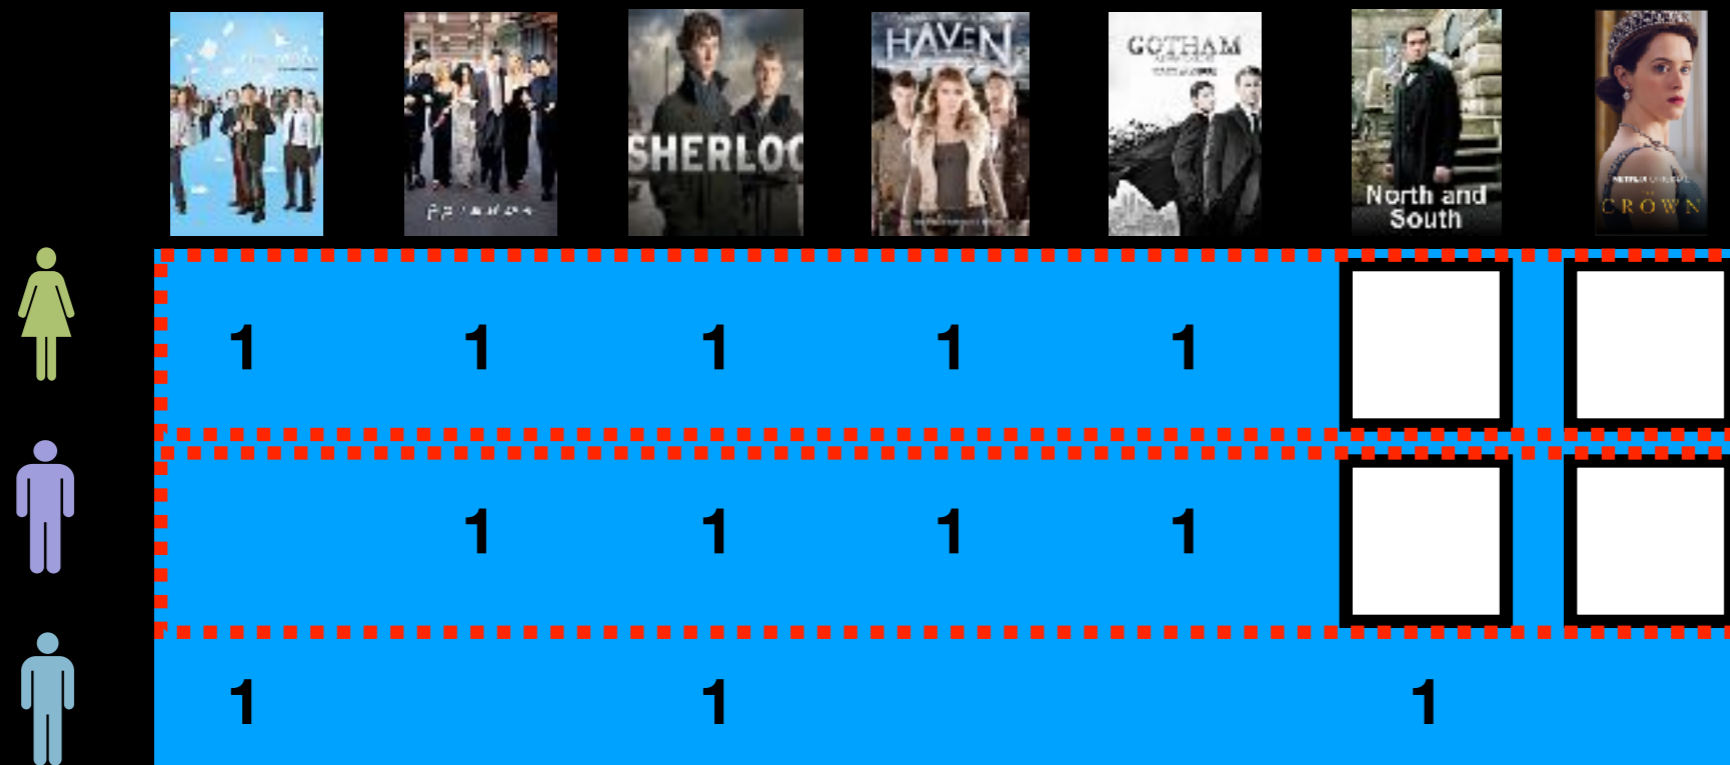 SHERLOC
HAVEN
GOTHAM
North and
South
CROWN
1 1 1 1 1
1 1 1 1
1 1 1